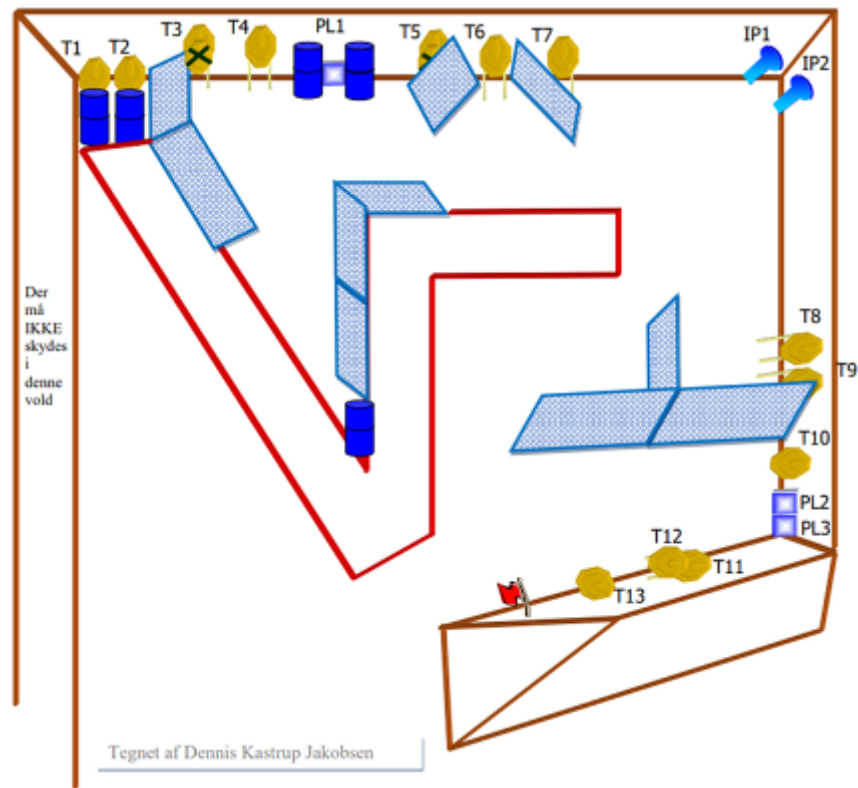 T1
T2
T3
T4
PL1
T5
T6
T7
IP1
IP2
Der
må
IKKE
skydes
i
denne
vold
T8
T9
T10
PL2
PL3
T12
T11
T13
Tegnet af Dennis Kastrup Jakobsen